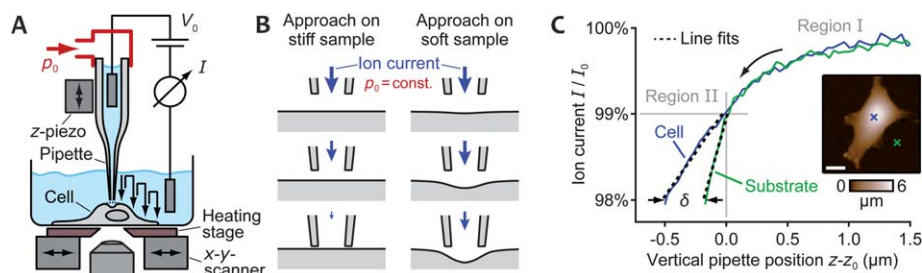 A
V₀
p₀
I
z-piezo
Pipette
Cell
Heating
stage
x-y-
scanner
B
Approach on
stiff sample
Approach on
soft sample
Ion current
p₀ = const.
C
Ion current I / I₀
100%
99%
98%
Line fits
Region I
Region II
Cell
Substrate
δ
0 6
μm
-0.5 0.0 0.5 1.0 1.5
Vertical pipette position z-z₀ (μm)